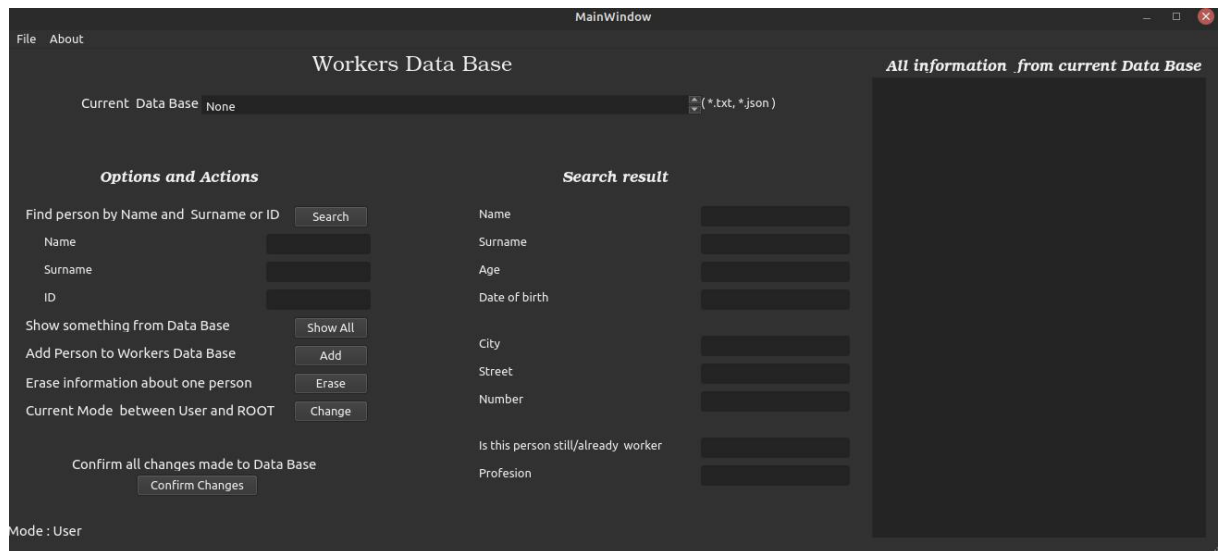 MainWindow
File About
Workers Data Base
Current Data Base None ( *.txt, *.json )
Options and Actions
Find person by Name and Surname or ID Search
Name
Surname
ID
Show something from Data Base Show All
Add Person to Workers Data Base Add
Erase information about one person Erase
Current Mode between User and ROOT Change
Confirm all changes made to Data Base
Confirm Changes
Mode : User
Search result
Name
Surname
Age
Date of birth
City
Street
Number
Is this person still/already worker
Profesion
All information from current Data Base